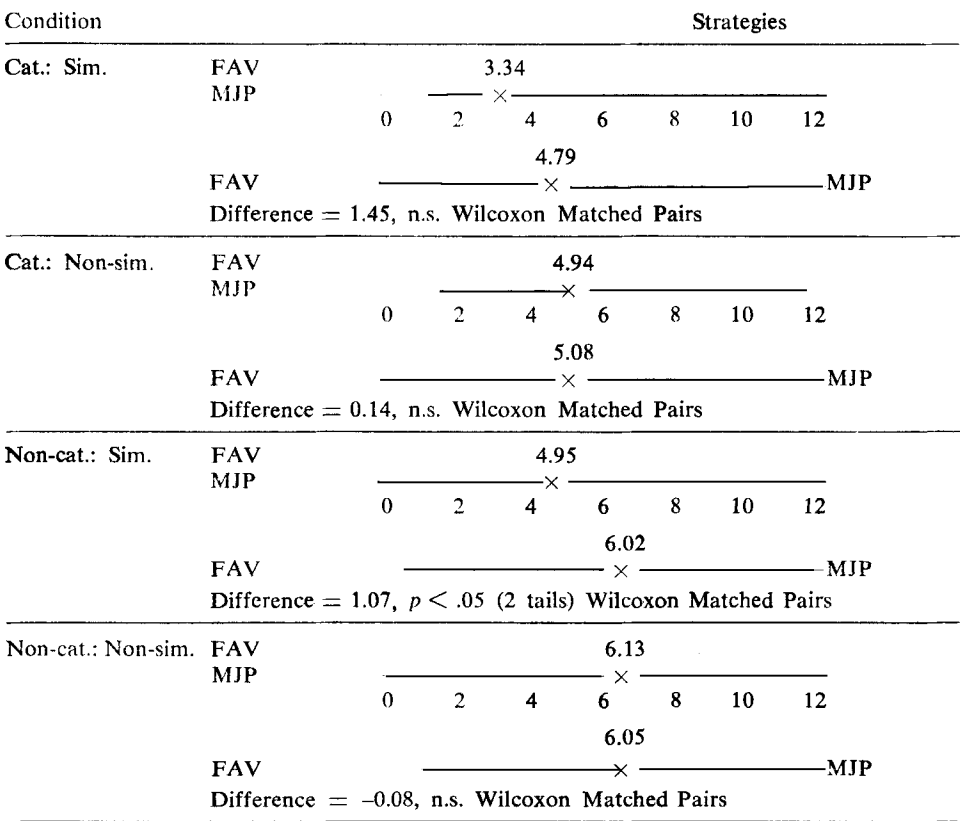 Condition Strategies
Cat.: Sim. FAV 3.34
MJP ×
0 2 4 6 8 10 12
4.79
FAV × MJP
Difference = 1.45, n.s. Wilcoxon Matched Pairs
Cat.: Non-sim. FAV 4.94
MJP ×
0 2 4 6 8 10 12
5.08
FAV × MJP
Difference = 0.14, n.s. Wilcoxon Matched Pairs
Non-cat.: Sim. FAV 4.95
MJP ×
0 2 4 6 8 10 12
6.02
FAV × MJP
Difference = 1.07, p < .05 (2 tails) Wilcoxon Matched Pairs
Non-cat.: Non-sim. FAV 6.13
MJP ×
0 2 4 6 8 10 12
6.05
FAV × MJP
Difference = –0.08, n.s. Wilcoxon Matched Pairs